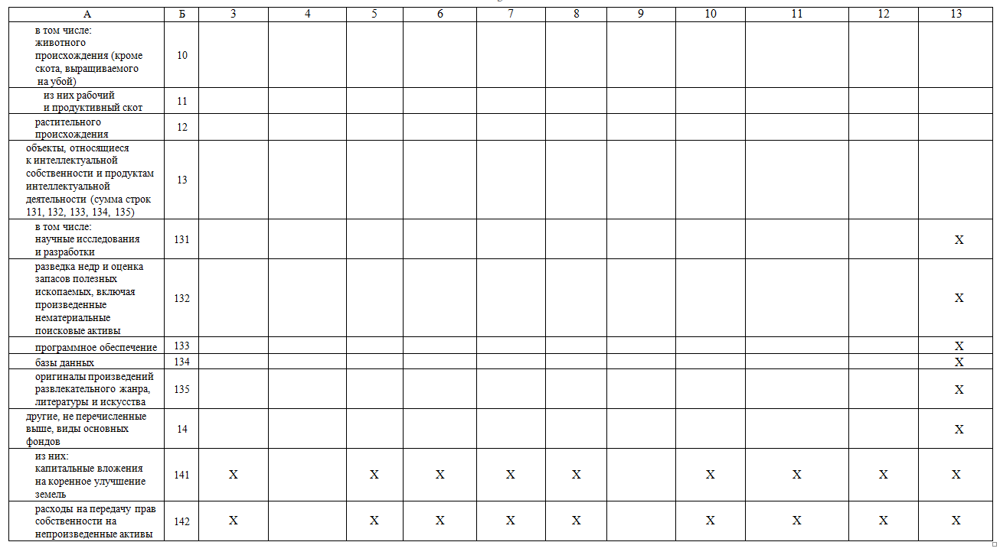 А Б 3 4 5 6 7 8 9 10 11 12 13
в том числе:
животного
происхождения (кроме
скота, выращиваемого
на убой)
10
из них рабочий
и продуктивный скот
11
растительного
происхождения
12
объекты, относящиеся
к интеллектуальной
собственности и продуктам
интеллектуальной
деятельности (сумма строк
131, 132, 133, 134, 135)
13
в том числе:
научные исследования
и разработки
131 Х
разведка недр и оценка
запасов полезных
ископаемых, включая
произведенные
нематериальные
поисковые активы
132 Х
программное обеспечение 133 Х
базы данных 134 Х
оригиналы произведений
развлекательного жанра,
литературы и искусства
135 Х
другие, не перечисленные
выше, виды основных
фондов
14 Х
из них:
капитальные вложения
на коренное улучшение
земель
141 Х Х Х Х Х Х Х Х Х
расходы на передачу прав
собственности на
непроизведенные активы
142 Х Х Х Х Х Х Х Х Х